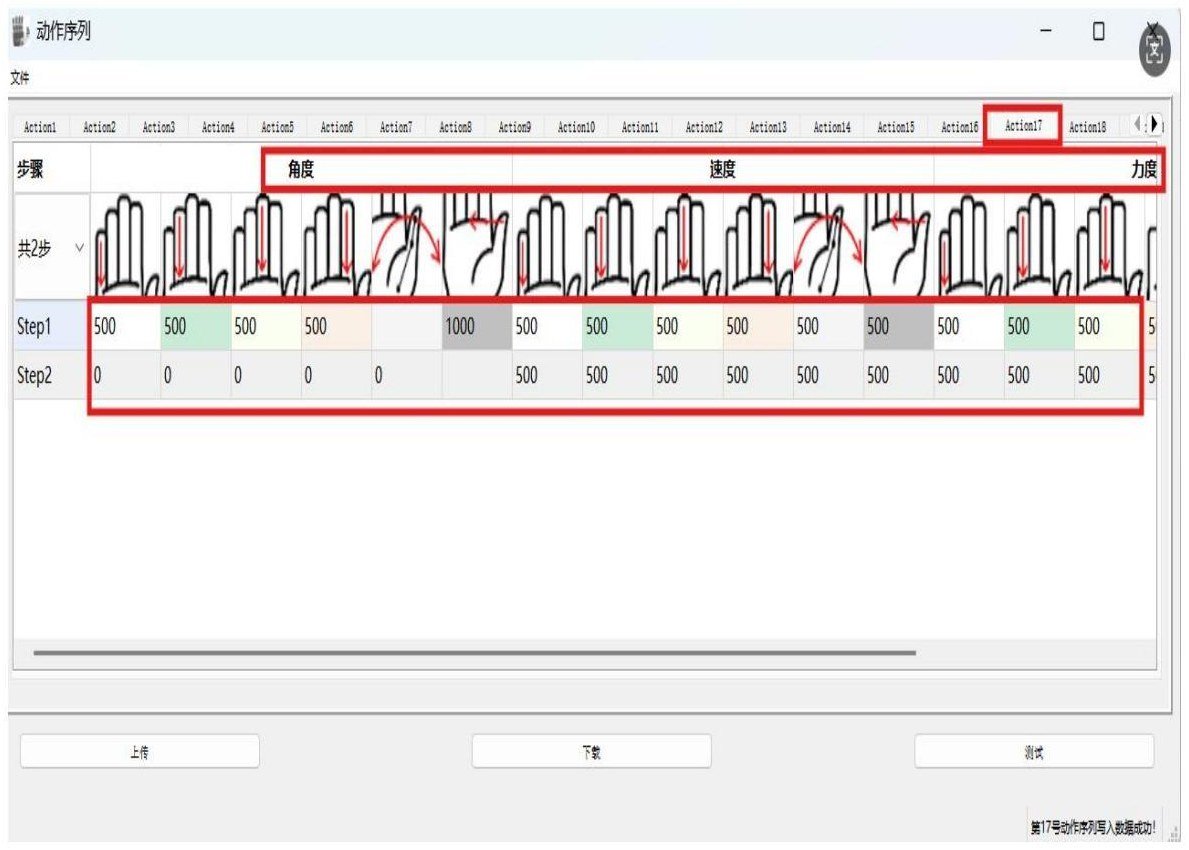 动作序列
文件
Action1 Action2 Action3 Action4 Action5 Action6 Action7 Action8 Action9 Action10 Action11 Action12 Action13 Action14 Action15 Action16 Action17 Action18
步骤 角度 速度 力度
共2步
Step1 500 500 500 500 1000 500 500 500 500 500 500 500 500 500
Step2 0 0 0 0 0 500 500 500 500 500 500 500 500 500
上传 下载 测试
第17号动作序列写入数据成功!